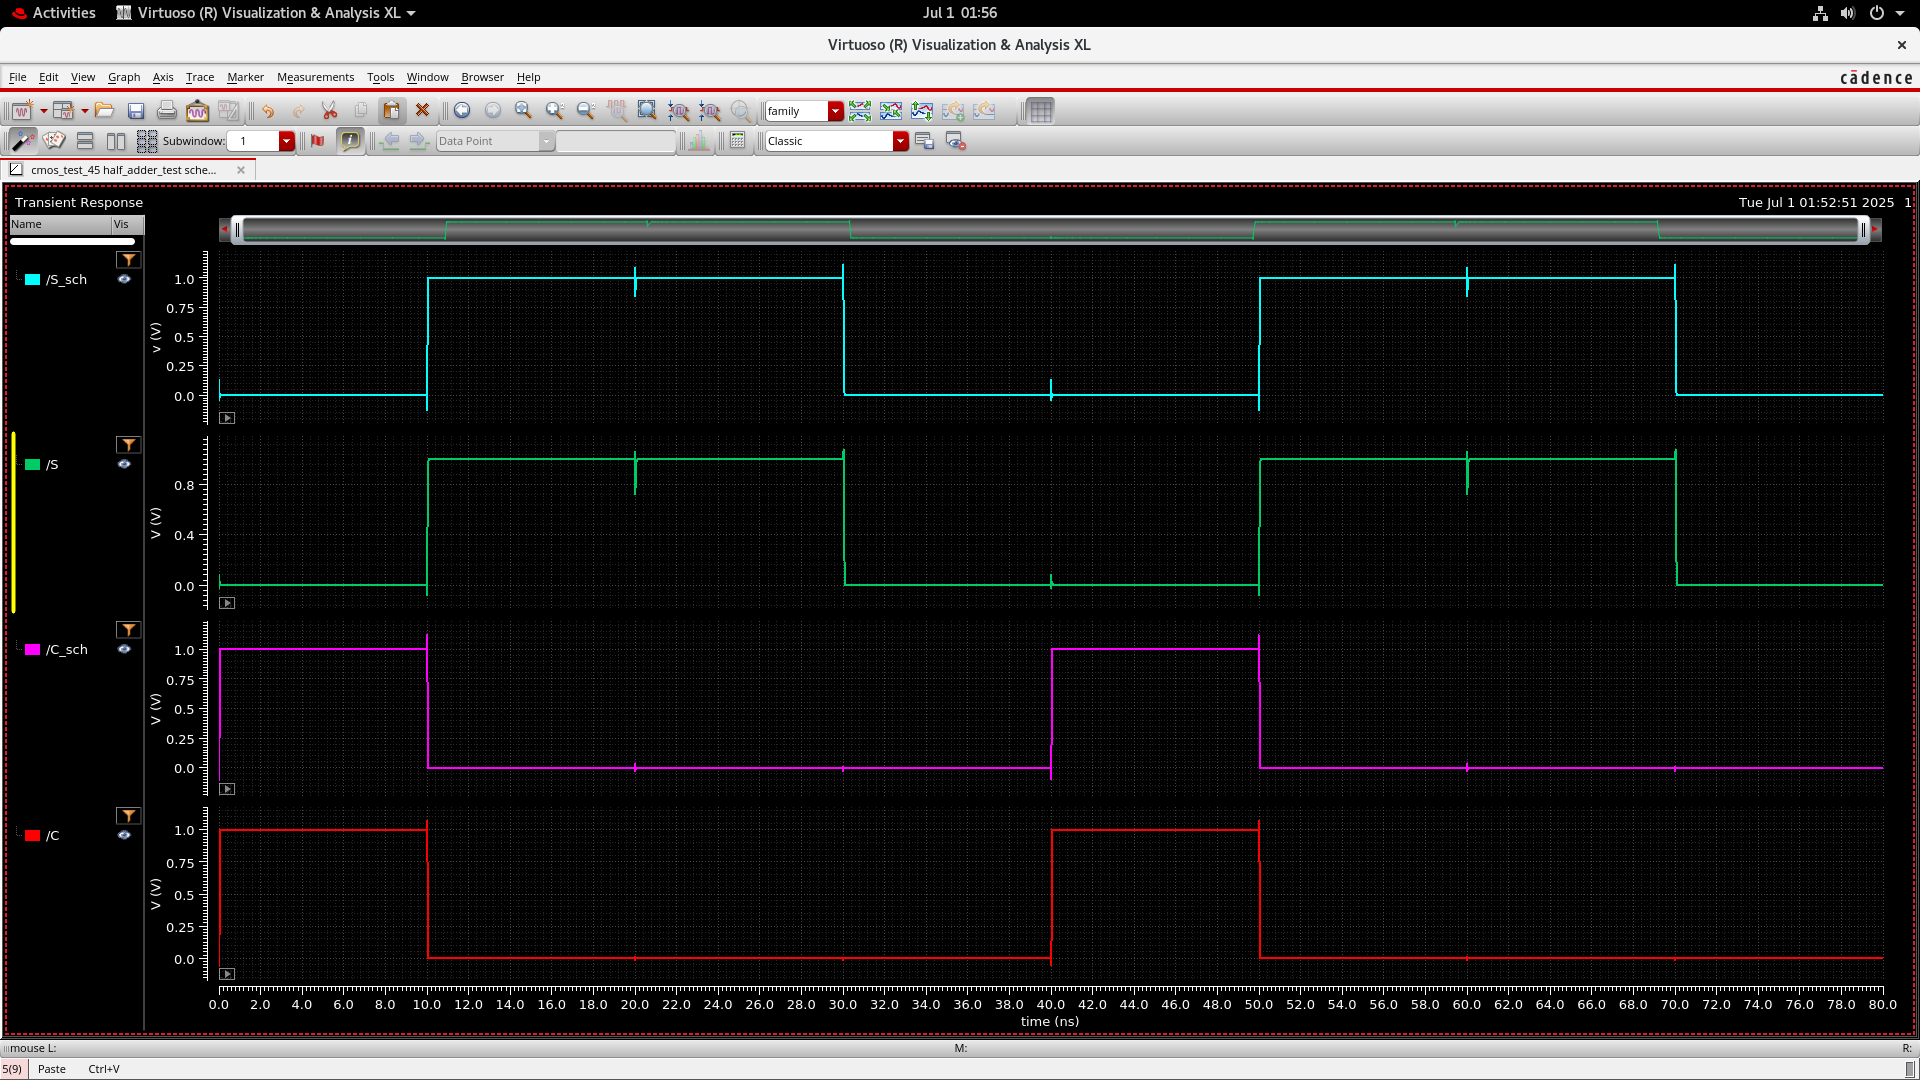 Activities
Virtuoso (R) Visualization & Analysis XL
Jul 1 01:56
Virtuoso (R) Visualization & Analysis XL
×
File Edit View Graph Axis Trace Marker Measurements Tools Window Browser Help
cādence
family
Subwindow: 1
Data Point
Classic
cmos_test_45 half_adder_test sche...
Transient Response
Tue Jul 1 01:52:51 2025 1
Name Vis
/S_sch
V (V)
1.0
0.75
0.5
0.25
0.0
/S
V (V)
0.8
0.4
0.0
/C_sch
V (V)
1.0
0.75
0.5
0.25
0.0
/C
V (V)
1.0
0.75
0.5
0.25
0.0
0.0 2.0 4.0 6.0 8.0 10.0 12.0 14.0 16.0 18.0 20.0 22.0 24.0 26.0 28.0 30.0 32.0 34.0 36.0 38.0 40.0 42.0 44.0 46.0 48.0 50.0 52.0 54.0 56.0 58.0 60.0 62.0 64.0 66.0 68.0 70.0 72.0 74.0 76.0 78.0 80.0
time (ns)
mouse L: M: R:
5(9) Paste Ctrl+V